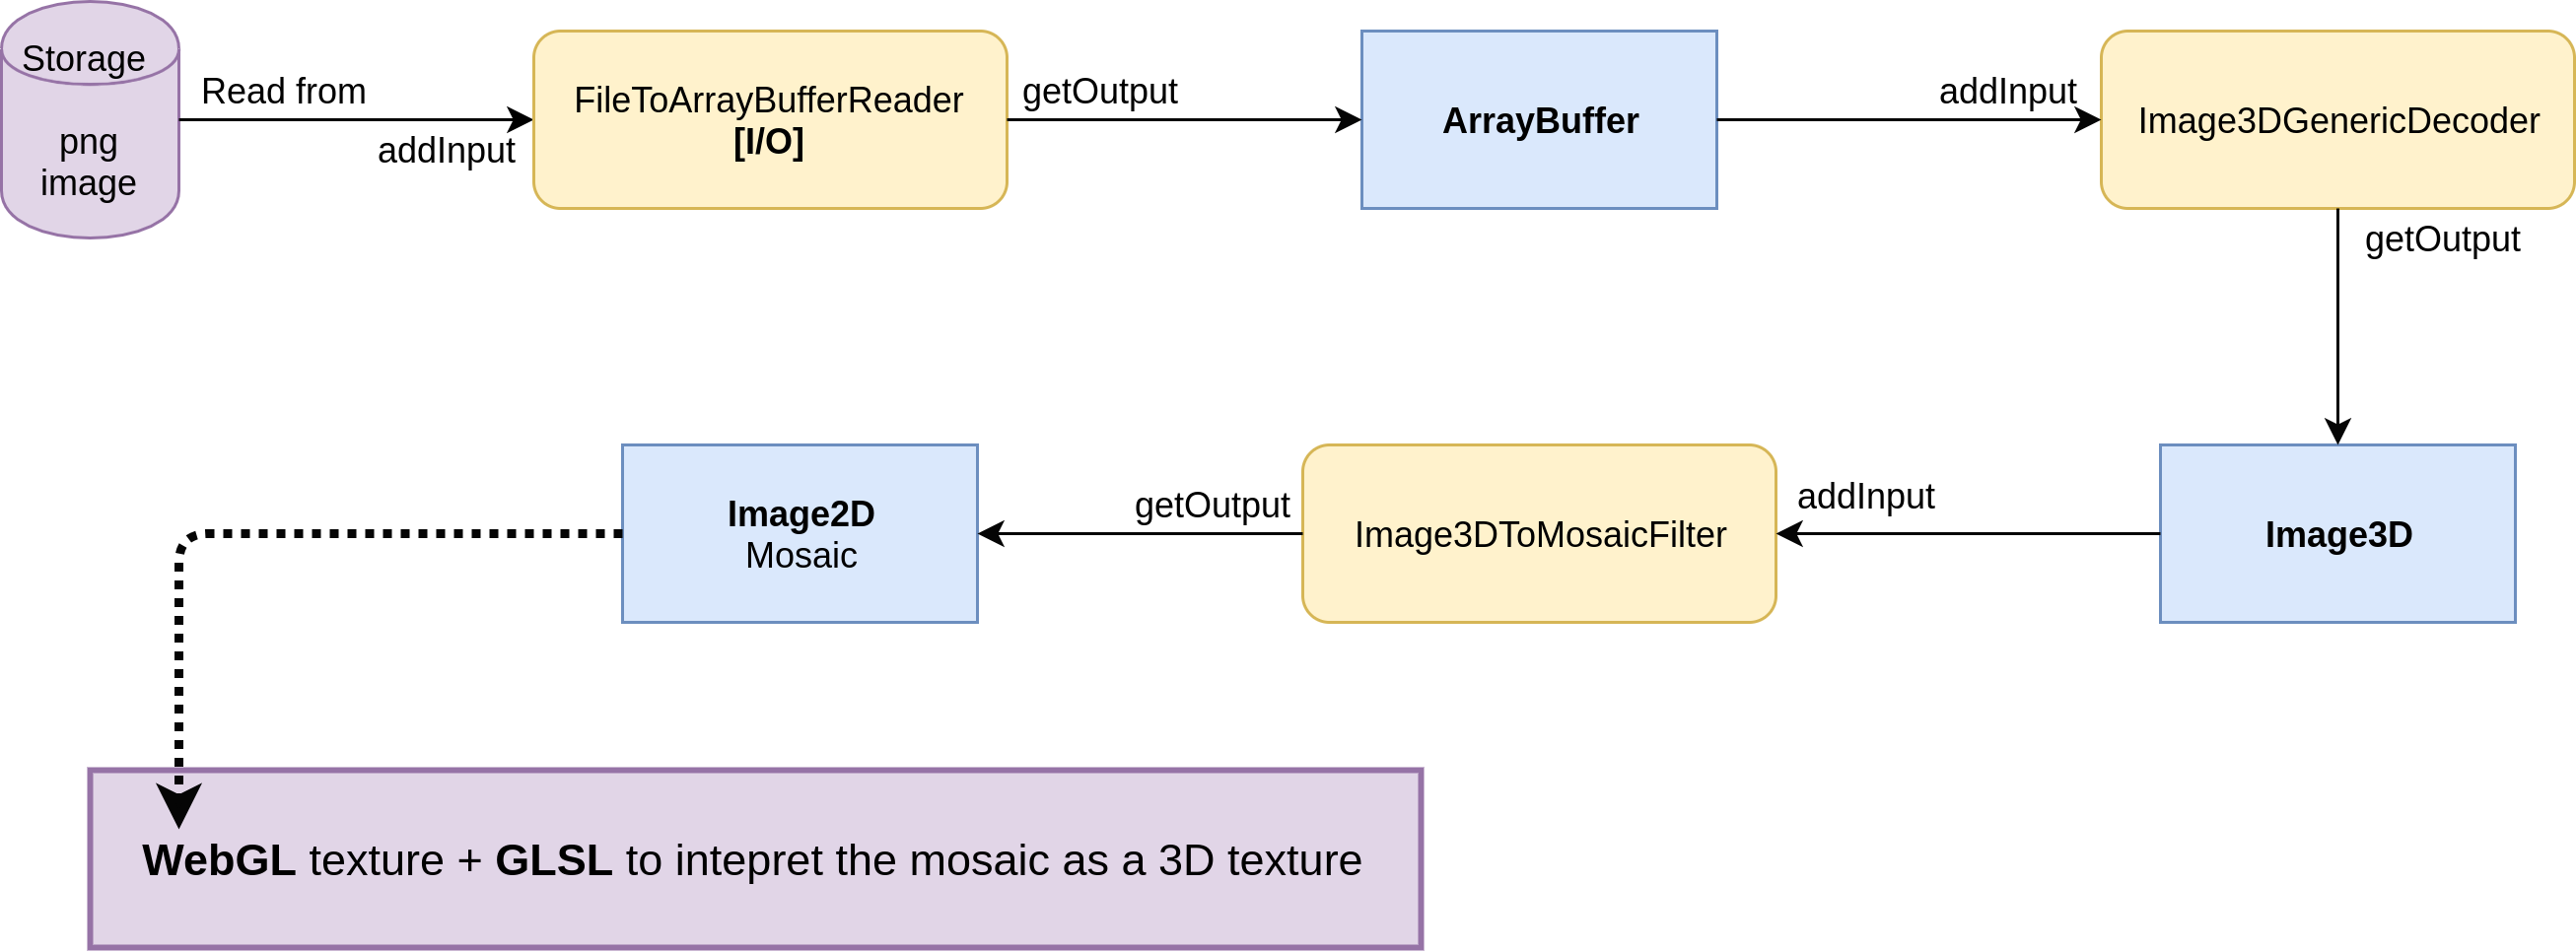 Storage
png
image
Read from
addInput
FileToArrayBufferReader
[I/O]
getOutput
ArrayBuffer
addInput
Image3DGenericDecoder
getOutput
Image3D
addInput
Image3DToMosaicFilter
getOutput
Image2D
Mosaic
WebGL texture + GLSL to intepret the mosaic as a 3D texture